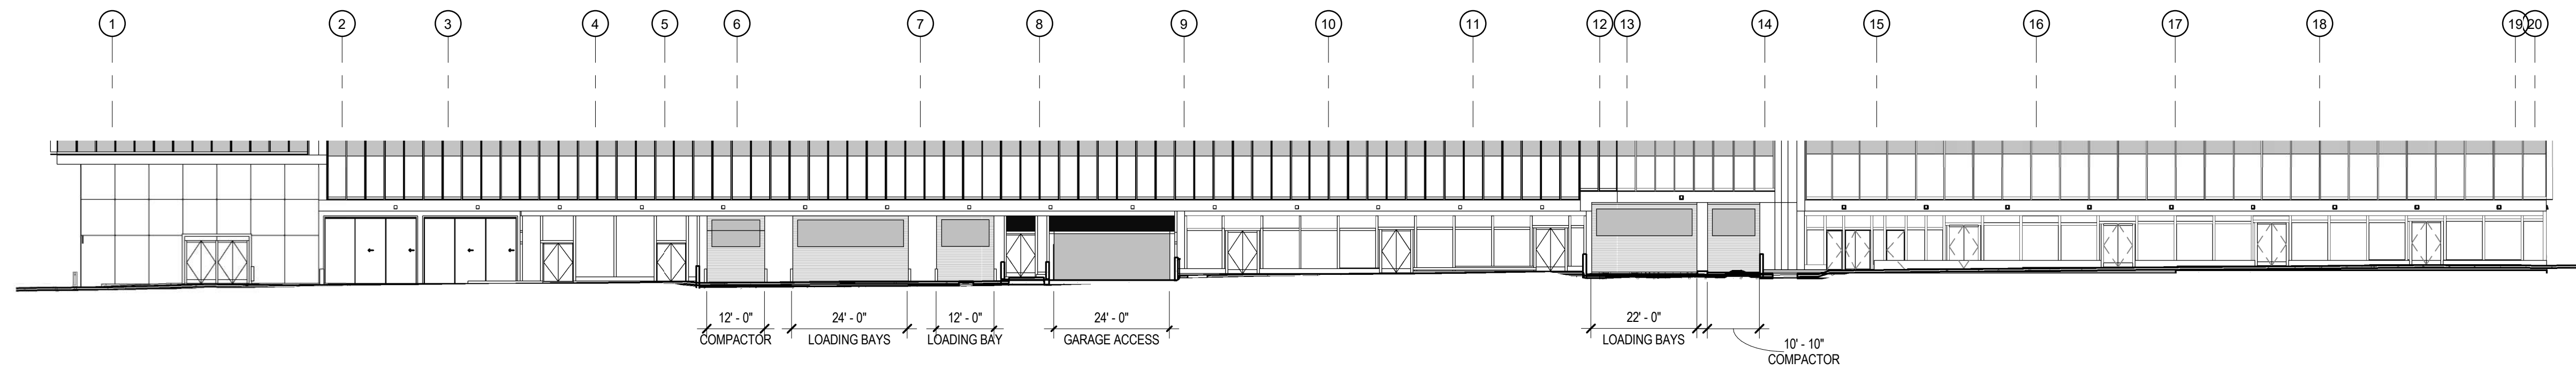 1 2 3 4 5 6 7 8 9 10 11 12 13 14 15 16 17 18 19 20
12' - 0"
COMPACTOR
24' - 0"
LOADING BAYS
12' - 0"
LOADING BAY
24' - 0"
GARAGE ACCESS
22' - 0"
LOADING BAYS
10' - 10"
COMPACTOR